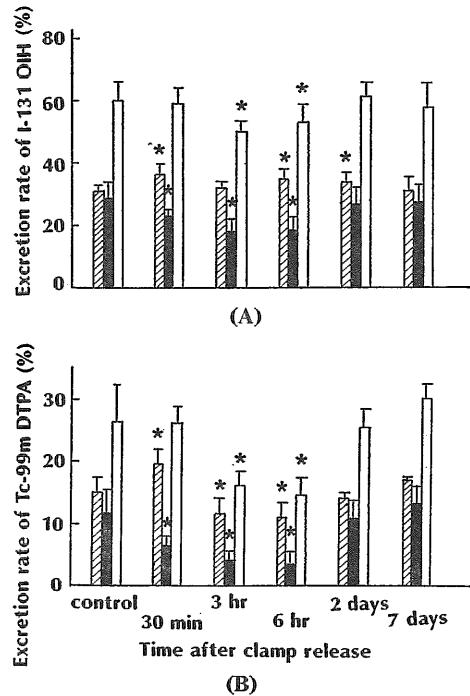 Excretion rate of I-131 OIH (%)
80
60
40
20
0
* * * * * * * *
(A)
Excretion rate of Tc-99m DTPA (%)
30
20
10
0
* * * * * * * *
control
30 min
3 hr
6 hr
2 days
7 days
Time after clamp release
(B)